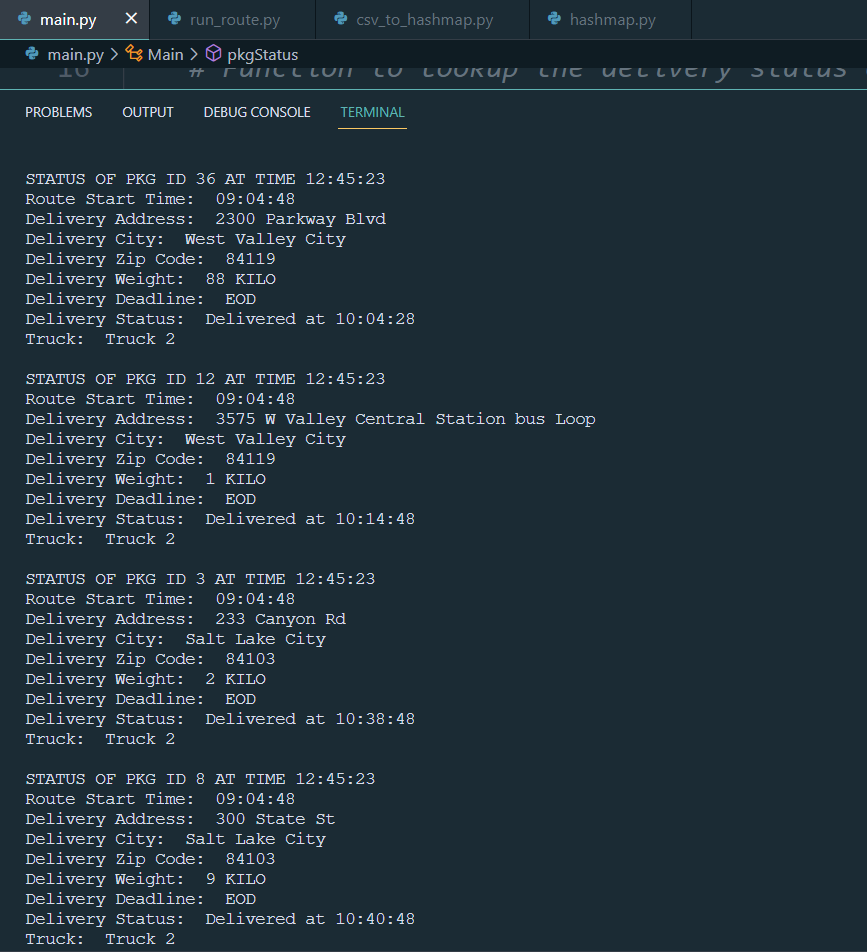 main.py × run_route.py csv_to_hashmap.py hashmap.py
main.py > Main > pkgStatus
16 # Function to lookup the delivery status
PROBLEMS OUTPUT DEBUG CONSOLE TERMINAL
STATUS OF PKG ID 36 AT TIME 12:45:23
Route Start Time:  09:04:48
Delivery Address:  2300 Parkway Blvd
Delivery City:  West Valley City
Delivery Zip Code:  84119
Delivery Weight:  88 KILO
Delivery Deadline:  EOD
Delivery Status:  Delivered at 10:04:28
Truck:  Truck 2
STATUS OF PKG ID 12 AT TIME 12:45:23
Route Start Time:  09:04:48
Delivery Address:  3575 W Valley Central Station bus Loop
Delivery City:  West Valley City
Delivery Zip Code:  84119
Delivery Weight:  1 KILO
Delivery Deadline:  EOD
Delivery Status:  Delivered at 10:14:48
Truck:  Truck 2
STATUS OF PKG ID 3 AT TIME 12:45:23
Route Start Time:  09:04:48
Delivery Address:  233 Canyon Rd
Delivery City:  Salt Lake City
Delivery Zip Code:  84103
Delivery Weight:  2 KILO
Delivery Deadline:  EOD
Delivery Status:  Delivered at 10:38:48
Truck:  Truck 2
STATUS OF PKG ID 8 AT TIME 12:45:23
Route Start Time:  09:04:48
Delivery Address:  300 State St
Delivery City:  Salt Lake City
Delivery Zip Code:  84103
Delivery Weight:  9 KILO
Delivery Deadline:  EOD
Delivery Status:  Delivered at 10:40:48
Truck:  Truck 2